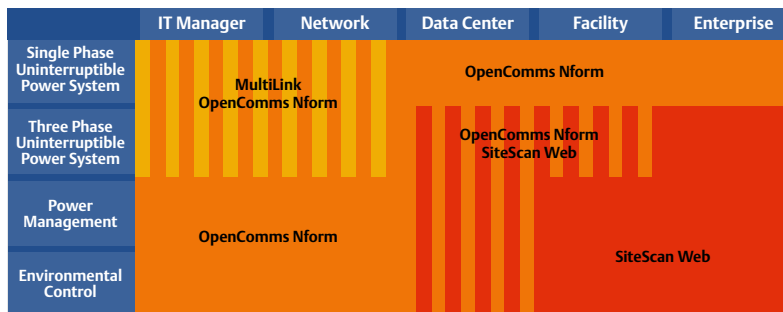 IT Manager
Network
Data Center
Facility
Enterprise
Single Phase
Uninterruptible
Power System
MultiLink
OpenComms Nform
OpenComms Nform
Three Phase
Uninterruptible
Power System
OpenComms Nform
SiteScan Web
Power
Management
OpenComms Nform
SiteScan Web
Environmental
Control